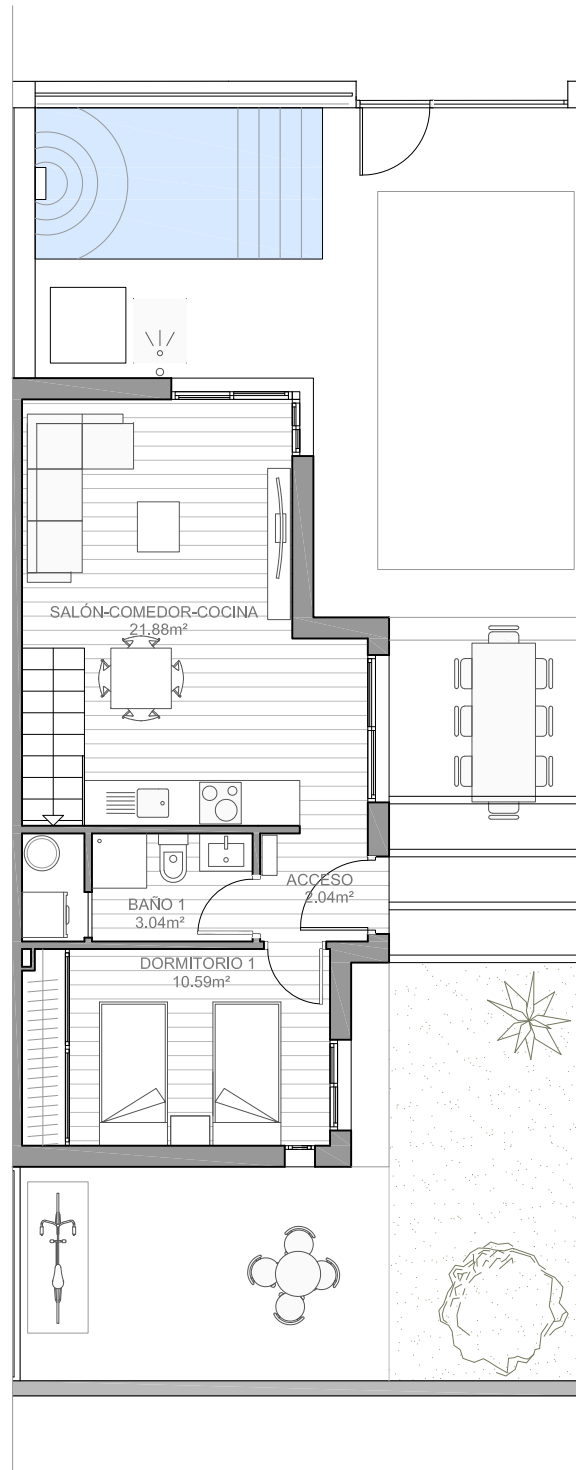 SALÓN-COMEDOR-COCINA
21.88m²
ACCESO
2.04m²
BAÑO 1
3.04m²
DORMITORIO 1
10.59m²